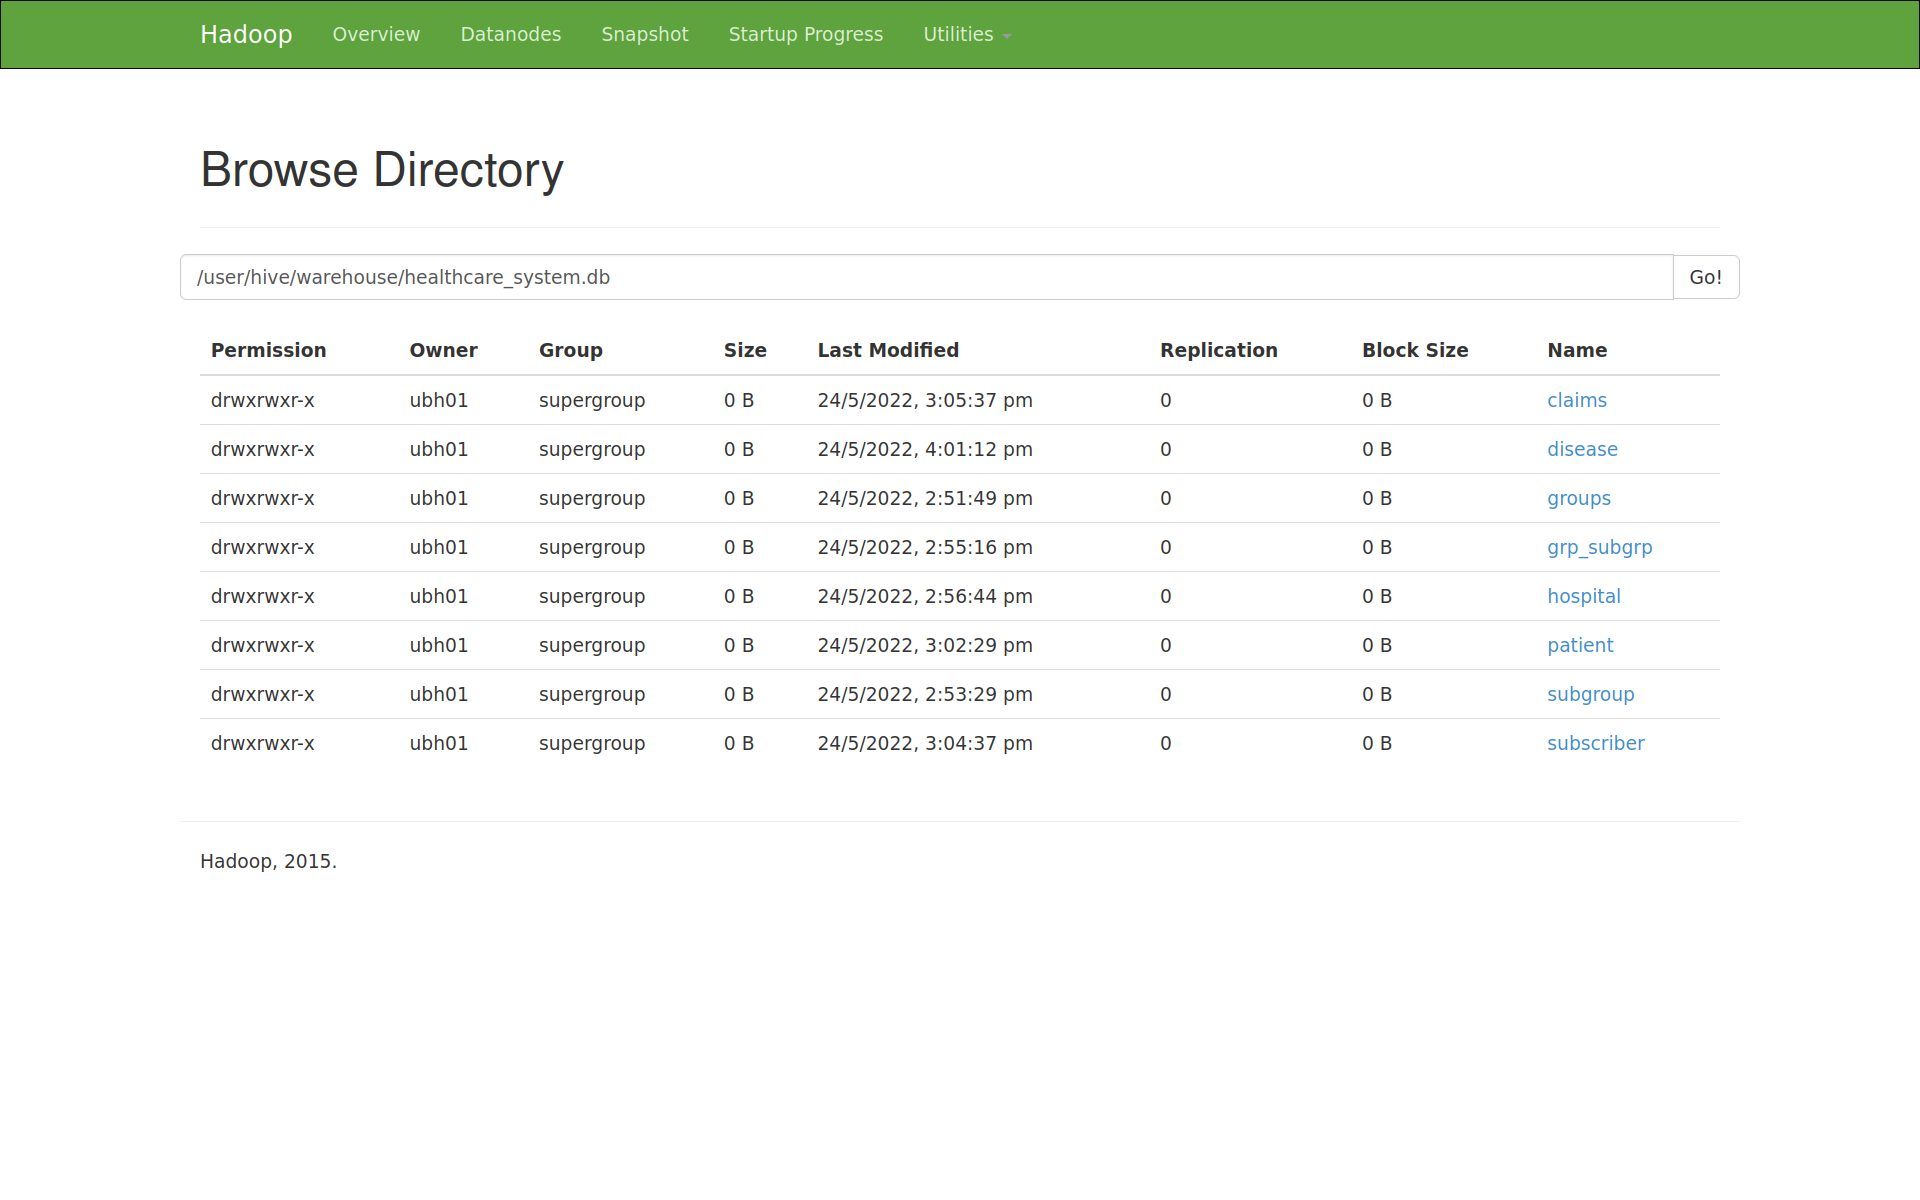 Hadoop Overview Datanodes Snapshot Startup Progress Utilities
Browse Directory
/user/hive/warehouse/healthcare_system.db Go!
Permission Owner Group Size Last Modified Replication Block Size Name
drwxrwxr-x ubh01 supergroup 0 B 24/5/2022, 3:05:37 pm 0 0 B claims
drwxrwxr-x ubh01 supergroup 0 B 24/5/2022, 4:01:12 pm 0 0 B disease
drwxrwxr-x ubh01 supergroup 0 B 24/5/2022, 2:51:49 pm 0 0 B groups
drwxrwxr-x ubh01 supergroup 0 B 24/5/2022, 2:55:16 pm 0 0 B grp_subgrp
drwxrwxr-x ubh01 supergroup 0 B 24/5/2022, 2:56:44 pm 0 0 B hospital
drwxrwxr-x ubh01 supergroup 0 B 24/5/2022, 3:02:29 pm 0 0 B patient
drwxrwxr-x ubh01 supergroup 0 B 24/5/2022, 2:53:29 pm 0 0 B subgroup
drwxrwxr-x ubh01 supergroup 0 B 24/5/2022, 3:04:37 pm 0 0 B subscriber
Hadoop, 2015.